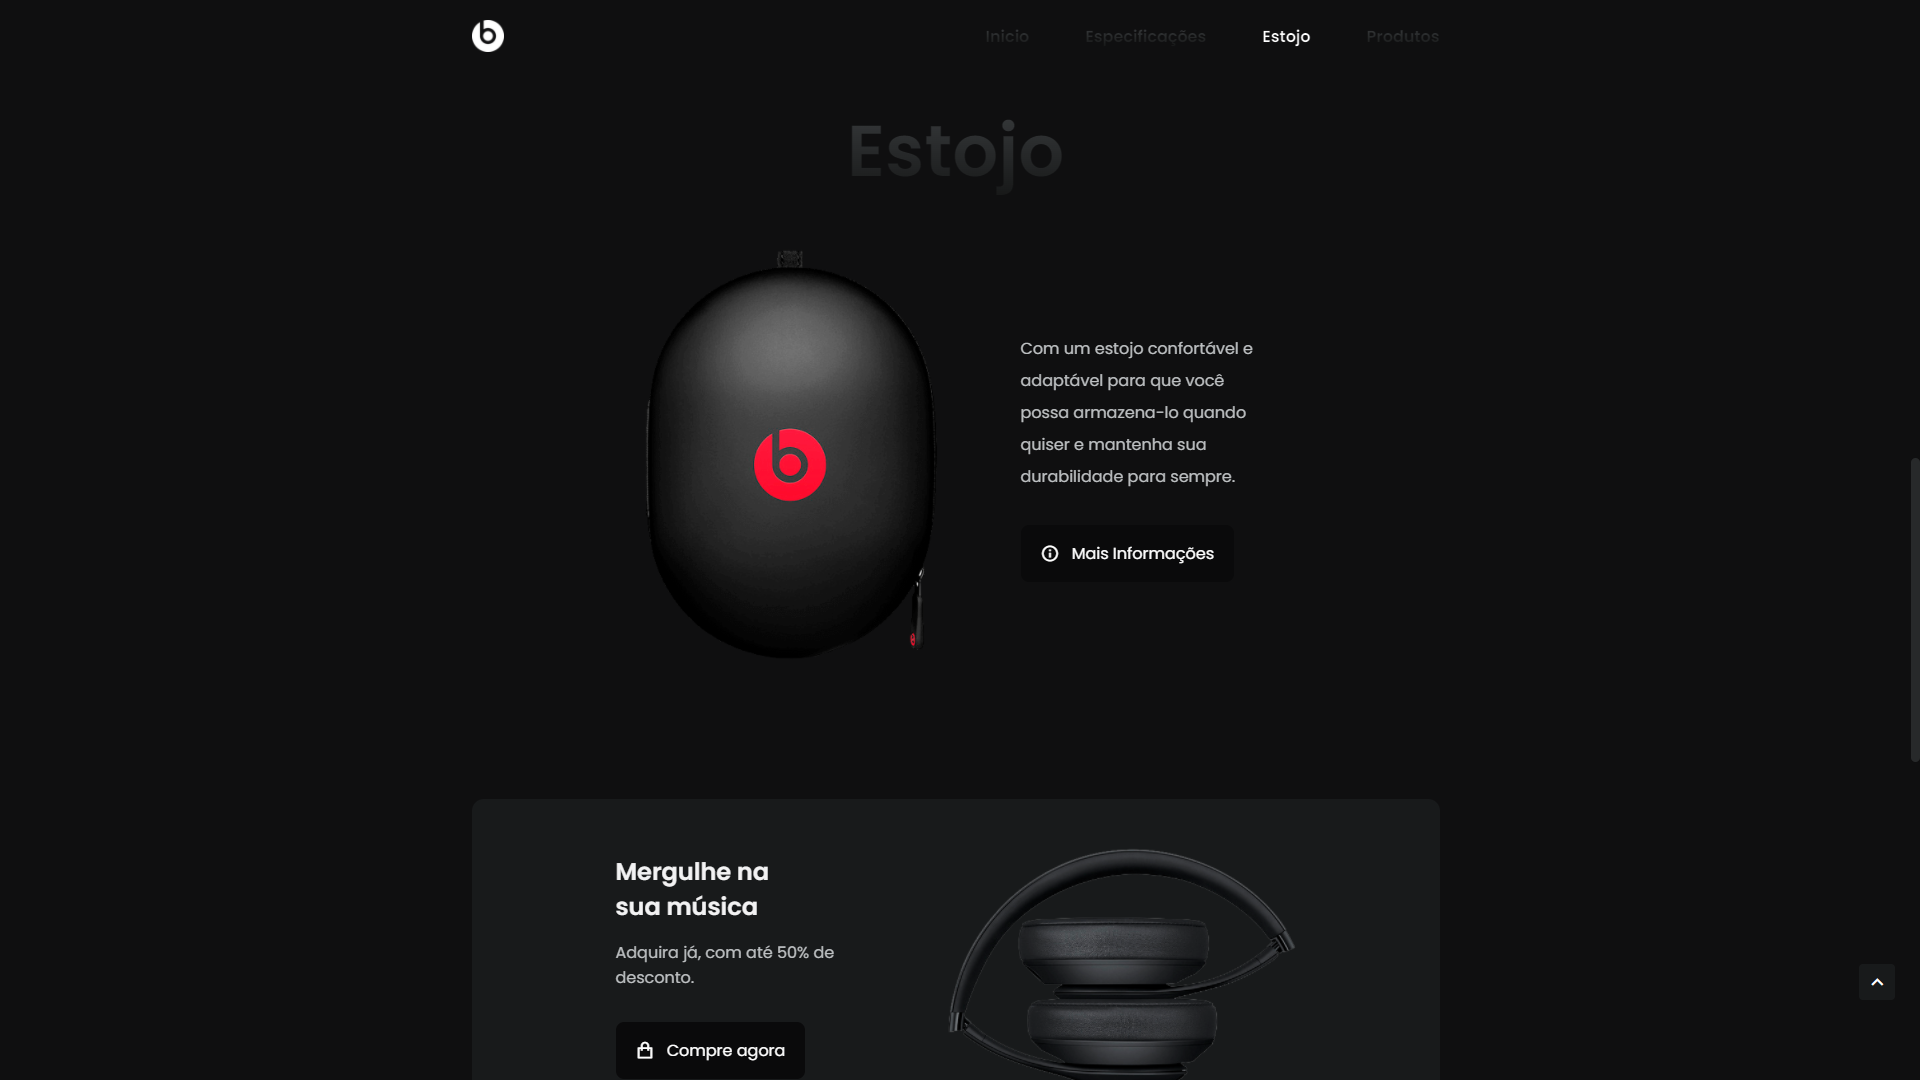 Inicio
Especificações
Estojo
Produtos
Estojo
Com um estojo confortável e
adaptável para que você
possa armazena-lo quando
quiser e mantenha sua
durabilidade para sempre.
Mais Informações
Mergulhe na
sua música
Adquira já, com até 50% de
desconto.
Compre agora